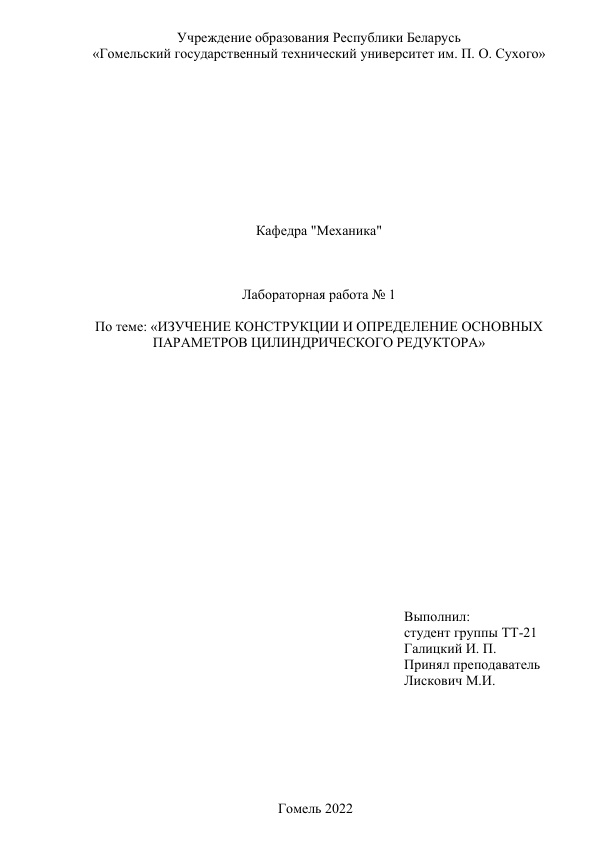 Учреждение образования Республики Беларусь
«Гомельский государственный технический университет им. П. О. Сухого»
Кафедра "Механика"
Лабораторная работа № 1
По теме: «ИЗУЧЕНИЕ КОНСТРУКЦИИ И ОПРЕДЕЛЕНИЕ ОСНОВНЫХ
ПАРАМЕТРОВ ЦИЛИНДРИЧЕСКОГО РЕДУКТОРА»
Выполнил:
студент группы ТТ-21
Галицкий И. П.
Принял преподаватель
Лискович М.И.
Гомель 2022